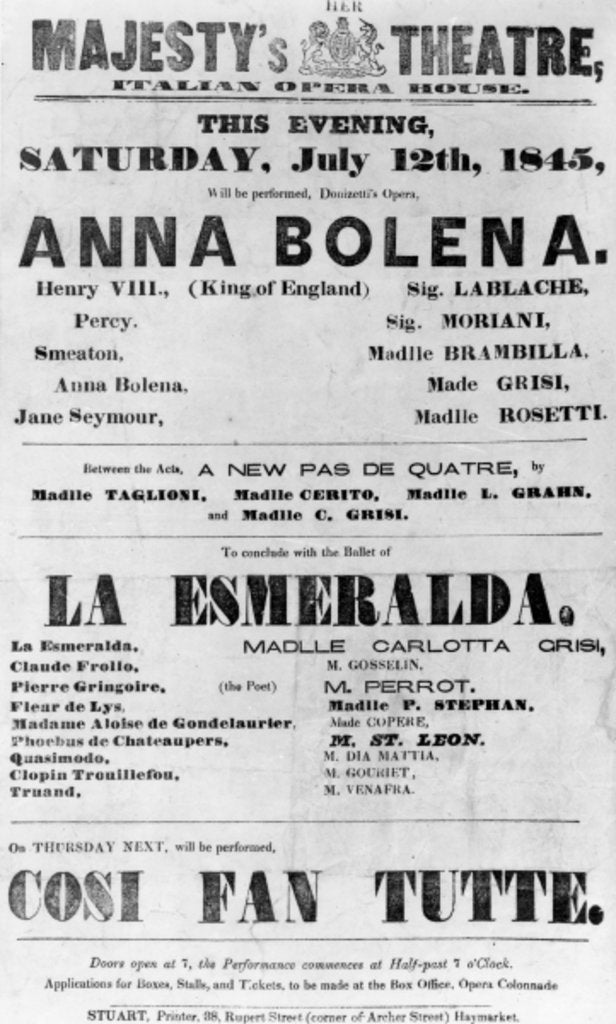 HER
MAJESTY's THEATRE,
ITALIAN OPERA HOUSE.
THIS EVENING,
SATURDAY, July 12th, 1845,
Will be performed, Donizetti's Opera,
ANNA BOLENA.
Henry VIII., (King of England) Sig. LABLACHE,
Percy. Sig. MORIANI,
Smeaton, Madlle BRAMBILLA,
Anna Bolena, Made GRISI,
Jane Seymour, Madlle ROSETTI.
Between the Acts, A NEW PAS DE QUATRE, by
Madlle TAGLIONI, Madlle CERITO, Madlle L. GRAHN,
and Madlle C. GRISI.
To conclude with the Ballet of
LA ESMERALDA.
La Esmeralda, MADLLE CARLOTTA GRISI,
Claude Frollo, M. GOSSELIN,
Pierre Gringoire, (the Poet) M. PERROT.
Fleur de Lys, Madlle P. STEPHAN,
Madame Aloise de Gondelaurier, Made COPERE,
Phoebus de Chateaupers, M. ST. LEON.
Quasimodo, M. DIA MATTIA,
Clopin Trouillefou, M. GOURIET,
Truand, M. VENAFRA.
On THURSDAY NEXT, will be performed,
COSI FAN TUTTE.
Doors open at 7, the Performance commences at Half-past 7 o'Clock.
Applications for Boxes, Stalls, and Tickets, to be made at the Box Office, Opera Colonnade
STUART, Printer, 38, Rupert Street (corner of Archer Street) Haymarket.